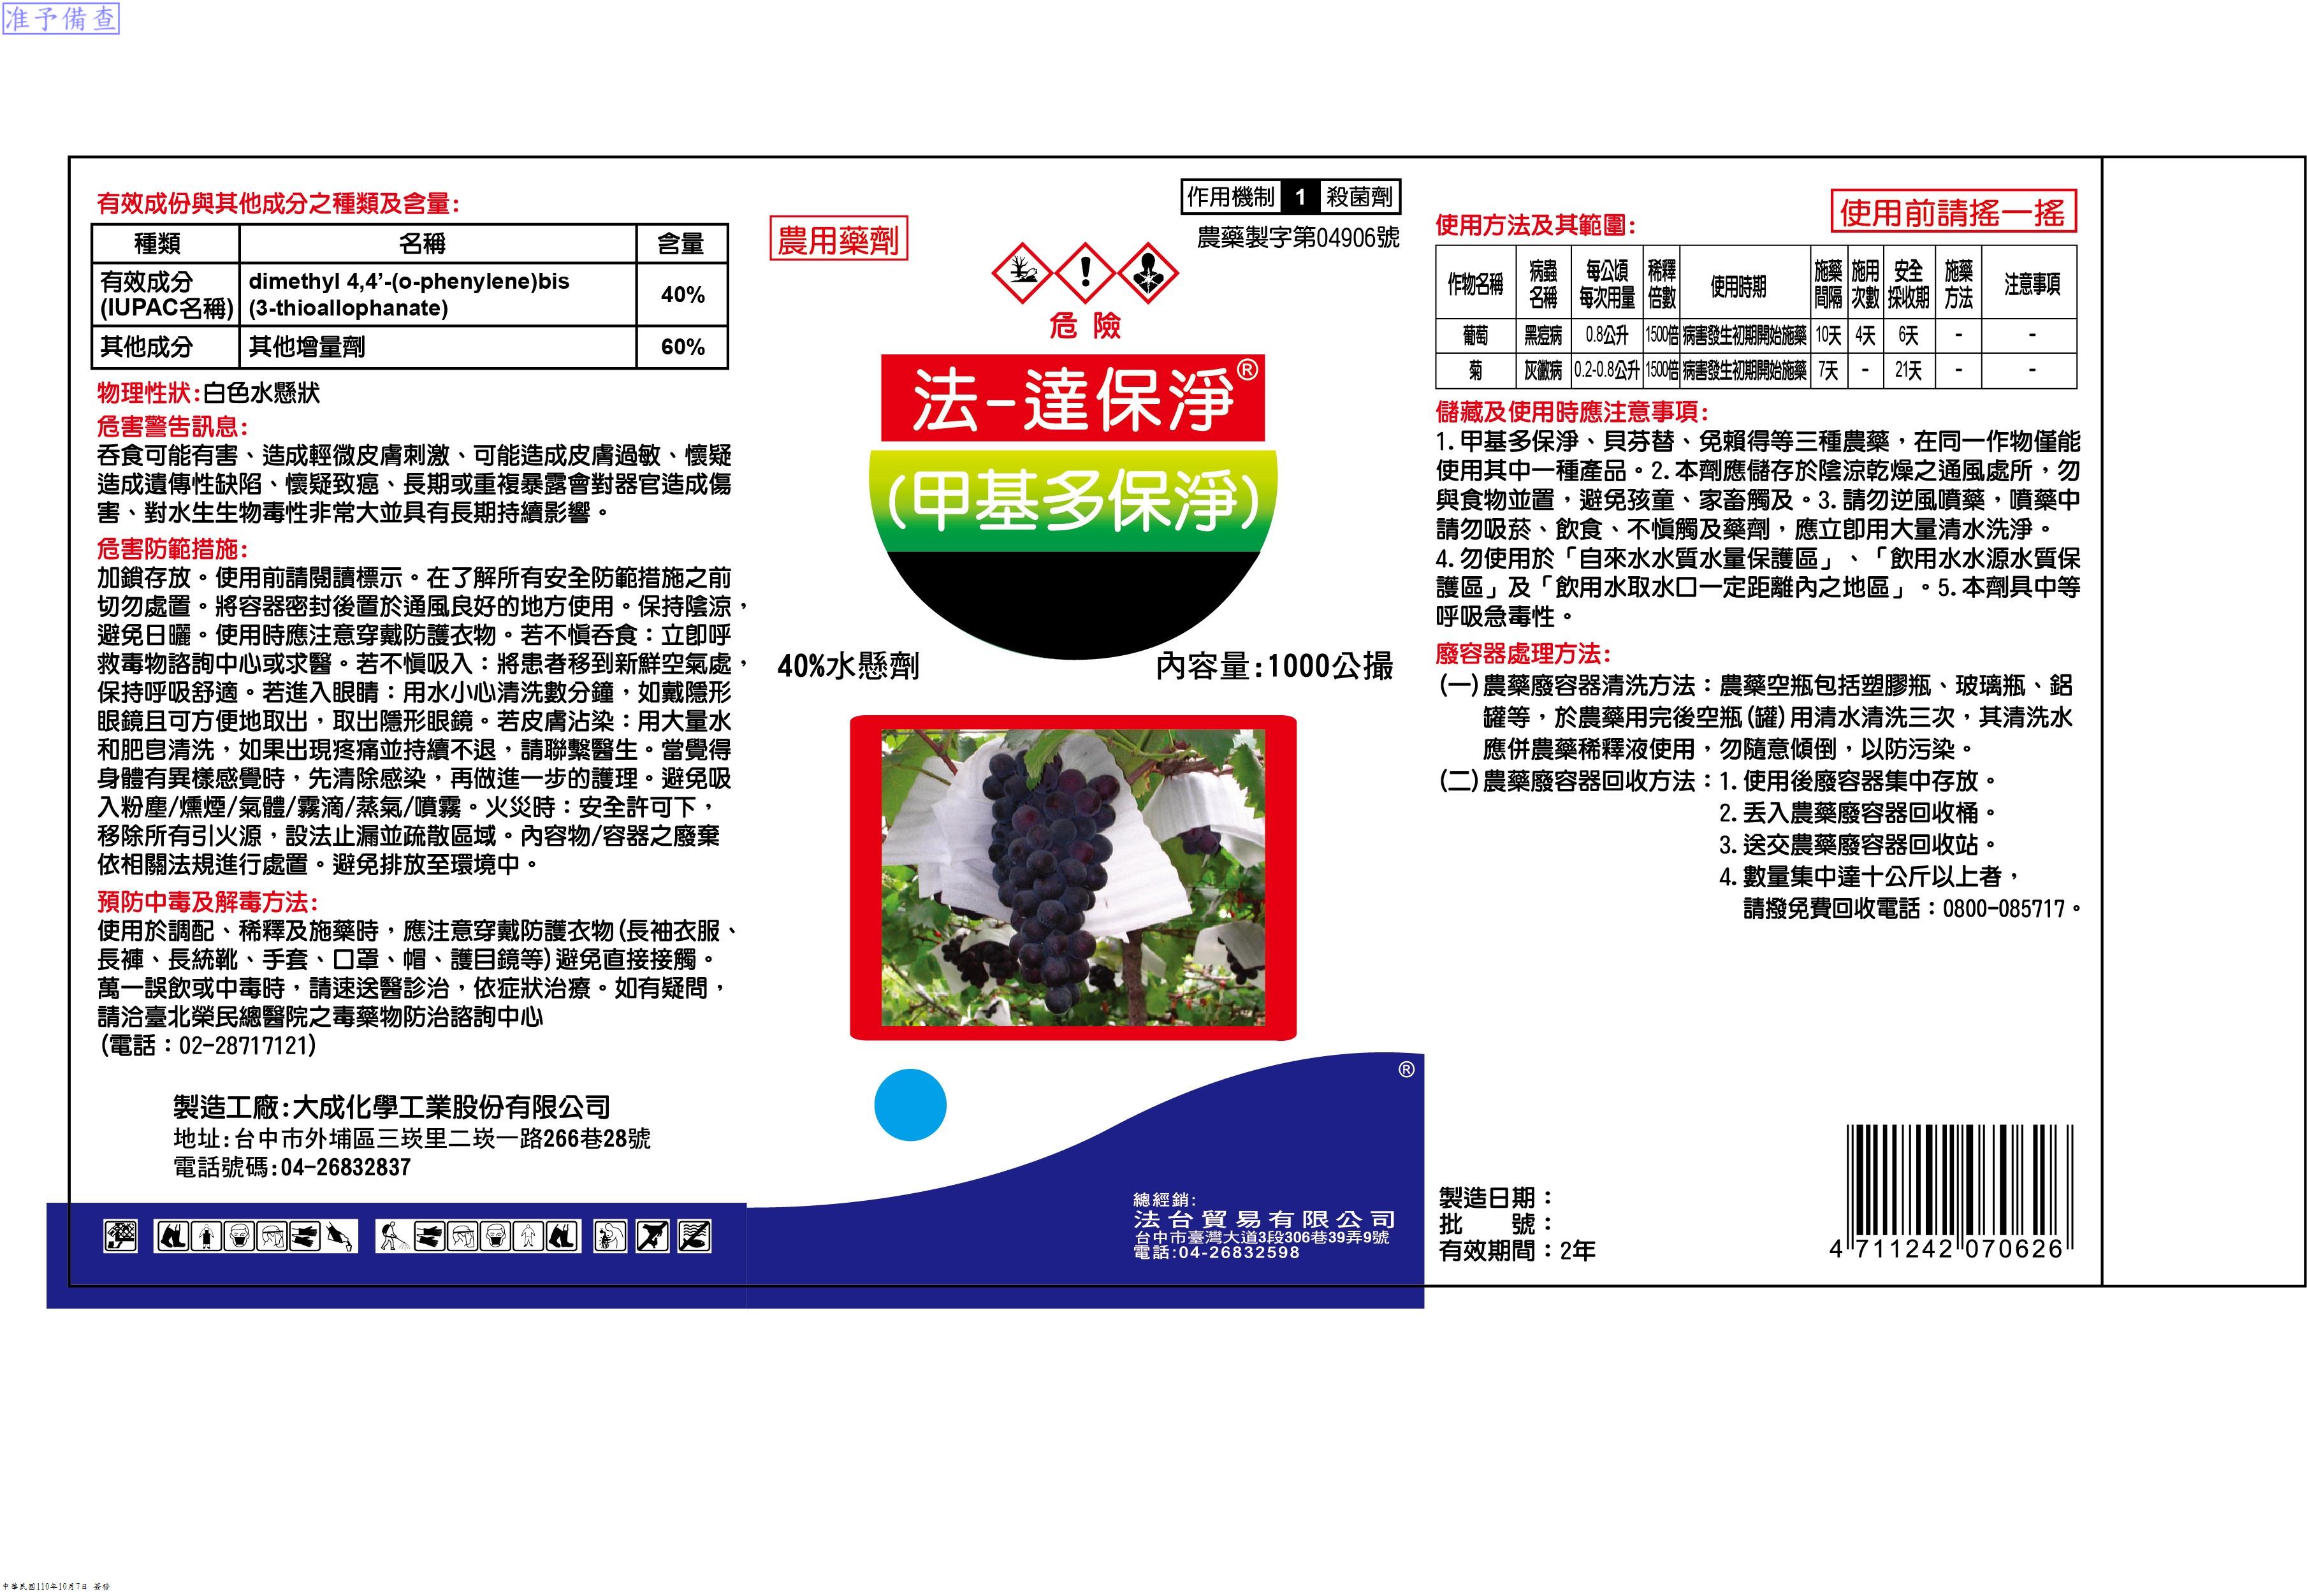 准予備查
有效成份與其他成分之種類及含量:
種類 名稱 含量
有效成分 (IUPAC名稱) dimethyl 4,4’-(o-phenylene)bis (3-thioallophanate) 40%
其他成分 其他增量劑 60%
物理性狀:白色水懸狀
危害警告訊息:
吞食可能有害、造成輕微皮膚刺激、可能造成皮膚過敏、懷疑
造成遺傳性缺陷、懷疑致癌、長期或重複暴露會對器官造成傷
害、對水生生物毒性非常大並具有長期持續影響。
危害防範措施:
加鎖存放。使用前請閱讀標示。在了解所有安全防範措施之前
切勿處置。將容器密封後置於通風良好的地方使用。保持陰涼,
避免日曬。使用時應注意穿戴防護衣物。若不慎吞食:立即呼
救毒物諮詢中心或求醫。若不慎吸入:將患者移到新鮮空氣處,
保持呼吸舒適。若進入眼睛:用水小心清洗數分鐘,如戴隱形
眼鏡且可方便地取出,取出隱形眼鏡。若皮膚沾染:用大量水
和肥皂清洗,如果出現疼痛並持續不退,請聯繫醫生。當覺得
身體有異樣感覺時,先清除感染,再做進一步的護理。避免吸
入粉塵/燻煙/氣體/霧滴/蒸氣/噴霧。火災時:安全許可下,
移除所有引火源,設法止漏並疏散區域。內容物/容器之廢棄
依相關法規進行處置。避免排放至環境中。
預防中毒及解毒方法:
使用於調配、稀釋及施藥時,應注意穿戴防護衣物(長袖衣服、
長褲、長統靴、手套、口罩、帽、護目鏡等)避免直接接觸。
萬一誤飲或中毒時,請速送醫診治,依症狀治療。如有疑問,
請洽臺北榮民總醫院之毒藥物防治諮詢中心
(電話:02-28717121)
製造工廠:大成化學工業股份有限公司
地址:台中市外埔區三崁里二崁一路266巷28號
電話號碼:04-26832837
作用機制 1 殺菌劑
農用藥劑
農藥製字第04906號
危 險
法-達保淨®
(甲基多保淨)
40%水懸劑 內容量:1000公撮
®
總經銷:
法台貿易有限公司
台中市臺灣大道3段306巷39弄9號
電話:04-26832598
使用前請搖一搖
使用方法及其範圍:
作物名稱 病蟲名稱 每公頃每次用量 稀釋倍數 使用時期 施藥間隔 施用次數 安全採收期 施藥方法 注意事項
葡萄 黑痘病 0.8公升 1500倍 病害發生初期開始施藥 10天 4天 6天 - -
菊 灰黴病 0.2-0.8公升 1500倍 病害發生初期開始施藥 7天 - 21天 - -
儲藏及使用時應注意事項:
1.甲基多保淨、貝芬替、免賴得等三種農藥,在同一作物僅能
使用其中一種產品。2.本劑應儲存於陰涼乾燥之通風處所,勿
與食物並置,避免孩童、家畜觸及。3.請勿逆風噴藥,噴藥中
請勿吸菸、飲食、不慎觸及藥劑,應立即用大量清水洗淨。
4.勿使用於「自來水水質水量保護區」、「飲用水水源水質保
護區」及「飲用水取水口一定距離內之地區」。5.本劑具中等
呼吸急毒性。
廢容器處理方法:
(一)農藥廢容器清洗方法:農藥空瓶包括塑膠瓶、玻璃瓶、鋁
罐等,於農藥用完後空瓶(罐)用清水清洗三次,其清洗水
應併農藥稀釋液使用,勿隨意傾倒,以防污染。
(二)農藥廢容器回收方法:1.使用後廢容器集中存放。
2.丟入農藥廢容器回收桶。
3.送交農藥廢容器回收站。
4.數量集中達十公斤以上者,
請撥免費回收電話:0800-085717。
製造日期:
批 號:
有效期間:2年
4 711242 070626
中華民國110年10月7日 簽發